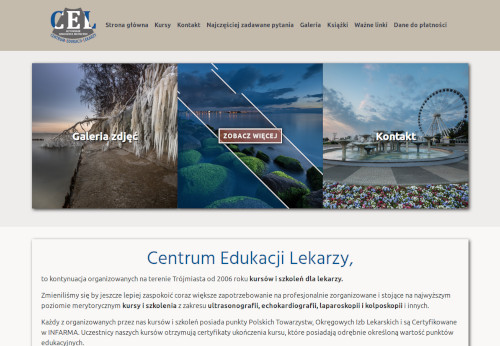 CEL
CENTRUM EDUKACJI LEKARZY
Strona główna Kursy Kontakt Najczęściej zadawane pytania Galeria Książki Ważne linki Dane do płatności
Galeria zdjęć
ZOBACZ WIĘCEJ
Kontakt
Centrum Edukacji Lekarzy,
to kontynuacja organizowanych na terenie Trójmiasta od 2006 roku kursów i szkoleń dla lekarzy.
Zmieniliśmy się by jeszcze lepiej zaspokoić coraz większe zapotrzebowanie na profesjonalnie zorganizowane i stojące na najwyższym
poziomie merytorycznym kursy i szkolenia z zakresu ultrasonografii, echokardiografii, laparoskopii i kolposkopii i innych.
Każdy z organizowanych przez nas kursów i szkoleń posiada punkty Polskich Towarzystw, Okręgowych Izb Lekarskich i są Certyfikowane
w INFARMA. Uczestnicy naszych kursów otrzymują certyfikaty ukończenia kursu, które posiadają odrębnie określoną wartość punktów
edukacyjnych.